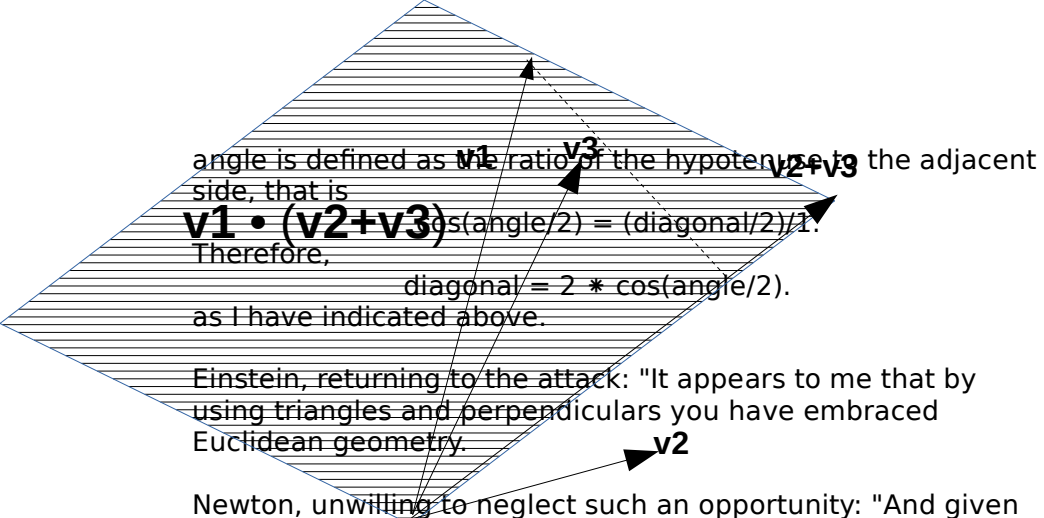 v1
v3
angle is defined as the ratio of the hypotenuse to the adjacent
v2+v3
side, that is
v1 • (v2+v3)
cos(angle/2) = (diagonal/2)/1.
Therefore,
diagonal = 2 * cos(angle/2).
as I have indicated above.
Einstein, returning to the attack: "It appears to me that by
using triangles and perpendiculars you have embraced
Euclidean geometry.
v2
Newton, unwilling to neglect such an opportunity: "And given